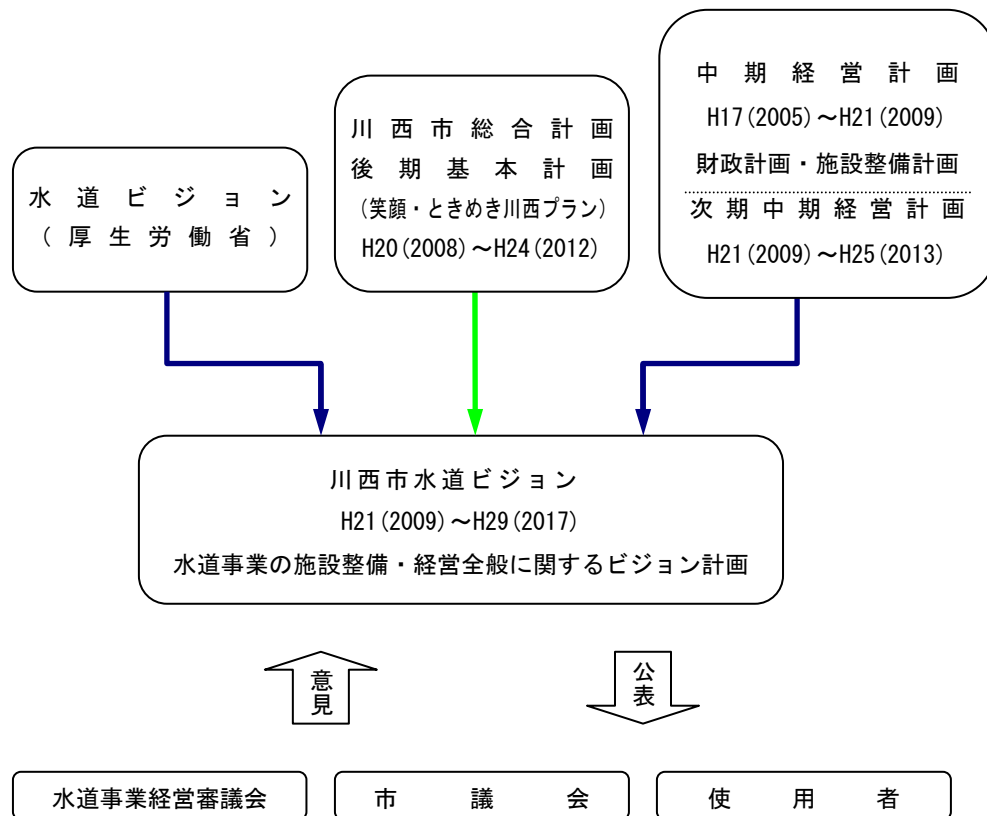 水道ビジョン
(厚生労働省)
川西市総合計画
後期基本計画
(笑顔・ときめき川西プラン)
H20(2008)～H24(2012)
中期経営計画
H17(2005)～H21(2009)
財政計画・施設整備計画
次期中期経営計画
H21(2009)～H25(2013)
川西市水道ビジョン
H21(2009)～H29(2017)
水道事業の施設整備・経営全般に関するビジョン計画
意見
公表
水道事業経営審議会
市議会
使用者